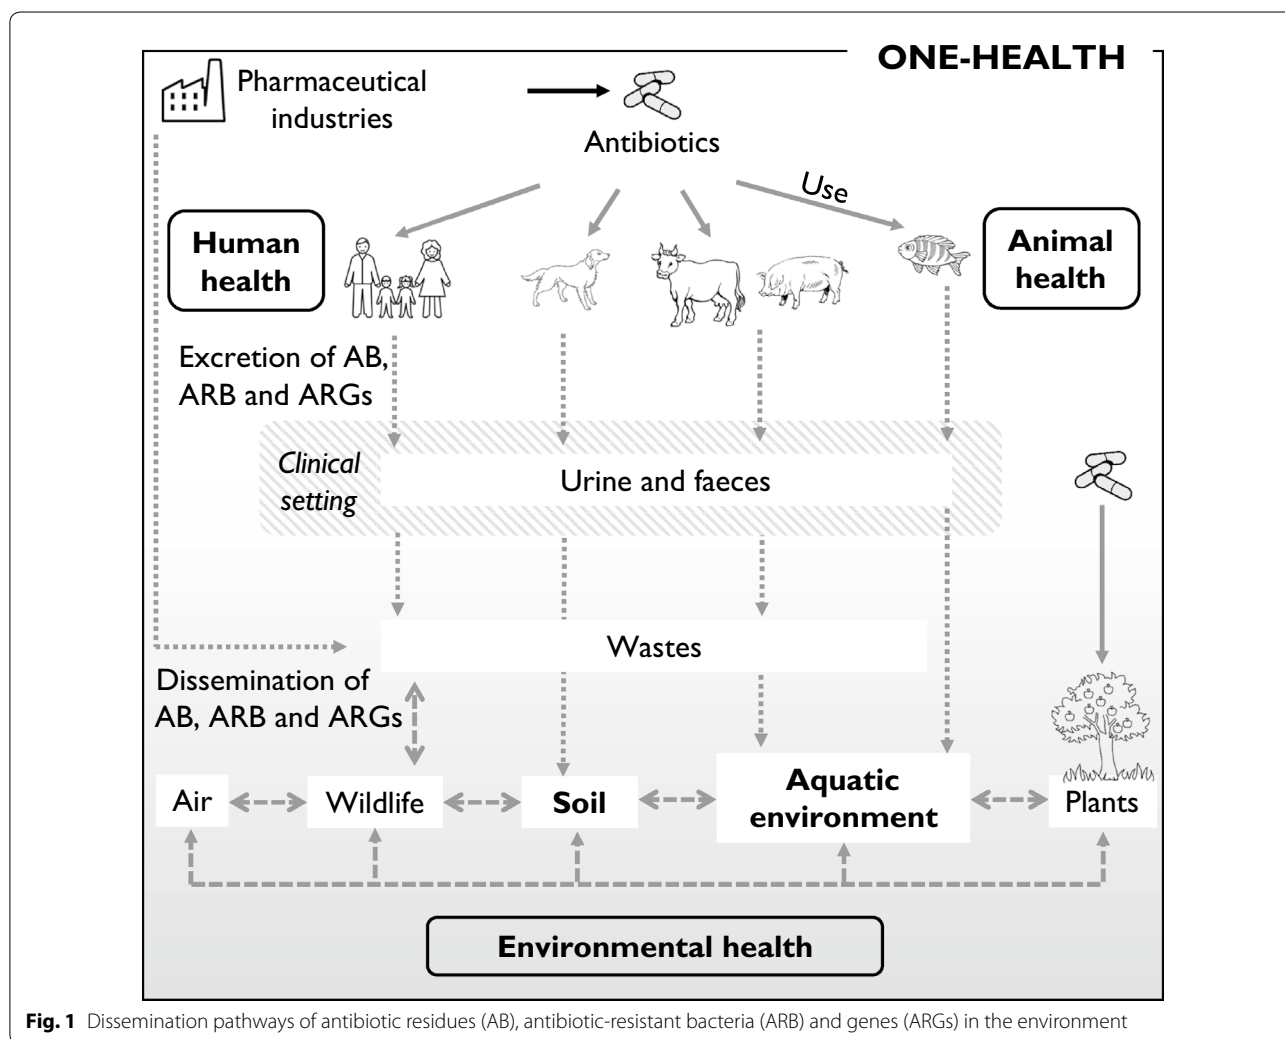 ONE-HEALTH
Pharmaceutical
industries
Antibiotics
Use
Human
health
Animal
health
Excretion of AB,
ARB and ARGs
Clinical
setting
Urine and faeces
Wastes
Dissemination of
AB, ARB and ARGs
Air
Wildlife
Soil
Aquatic
environment
Plants
Environmental health
Fig. 1 Dissemination pathways of antibiotic residues (AB), antibiotic-resistant bacteria (ARB) and genes (ARGs) in the environment